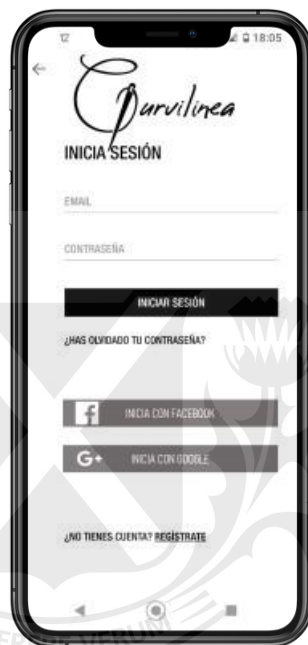 18:05
Curvilinea
INICIA SESIÓN
EMAIL
CONTRASEÑA
INICIAR SESIÓN
¿HAS OLVIDADO TU CONTRASEÑA?
f INICIA CON FACEBOOK
G+ INICIA CON GOOGLE
¿NO TIENES CUENTA? REGÍSTRATE
VERUM